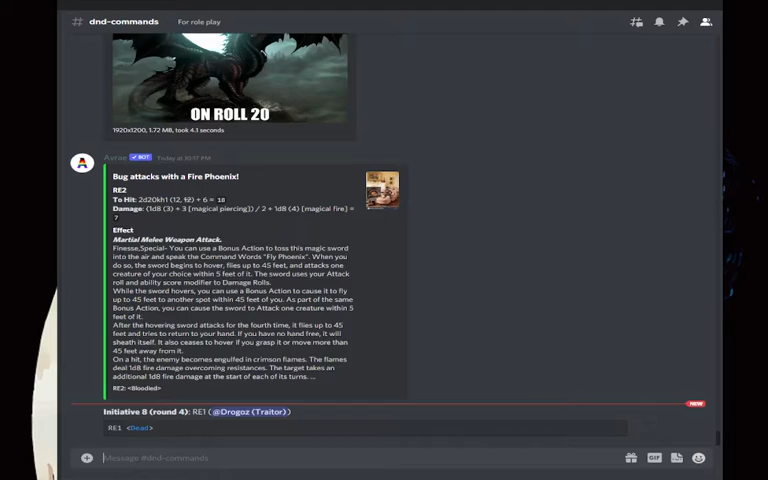 dnd-commands For role play
ON ROLL 20
1920x1200, 1.72 MB, took 4.1 seconds
Avrae BOT Today at 10:17 PM
Bug attacks with a Fire Phoenix!
RE2
To Hit: 2d20kh1 (12, 12) + 6 = 18
Damage: (1d8 (3) + 3 [magical piercing]) / 2 + 1d8 (4) [magical fire] =
7
Effect
Martial Melee Weapon Attack.
Finesse,Special- You can use a Bonus Action to toss this magic sword
into the air and speak the Command Words "Fly Phoenix". When you
do so, the sword begins to hover, flies up to 45 feet, and attacks one
creature of your choice within 5 feet of it. The sword uses your Attack
roll and ability score modifier to Damage Rolls.
While the sword hovers, you can use a Bonus Action to cause it to fly
up to 45 feet to another spot within 45 feet of you. As part of the same
Bonus Action, you can cause the sword to Attack one creature within 5
feet of it.
After the hovering sword attacks for the fourth time, it flies up to 45
feet and tries to return to your hand. If you have no hand free, it will
sheath itself. It also ceases to hover if you grasp it or move more than
45 feet away from it.
On a hit, the enemy becomes engulfed in crimson flames. The flames
deal 1d8 fire damage overcoming resistances. The target takes an
additional 1d8 fire damage at the start of each of its turns. ...
RE2: <Bloodied>
NEW
Initiative 8 (round 4): RE1 (@Drogoz (Traitor))
RE1 <Dead>
Message #dnd-commands
GIF